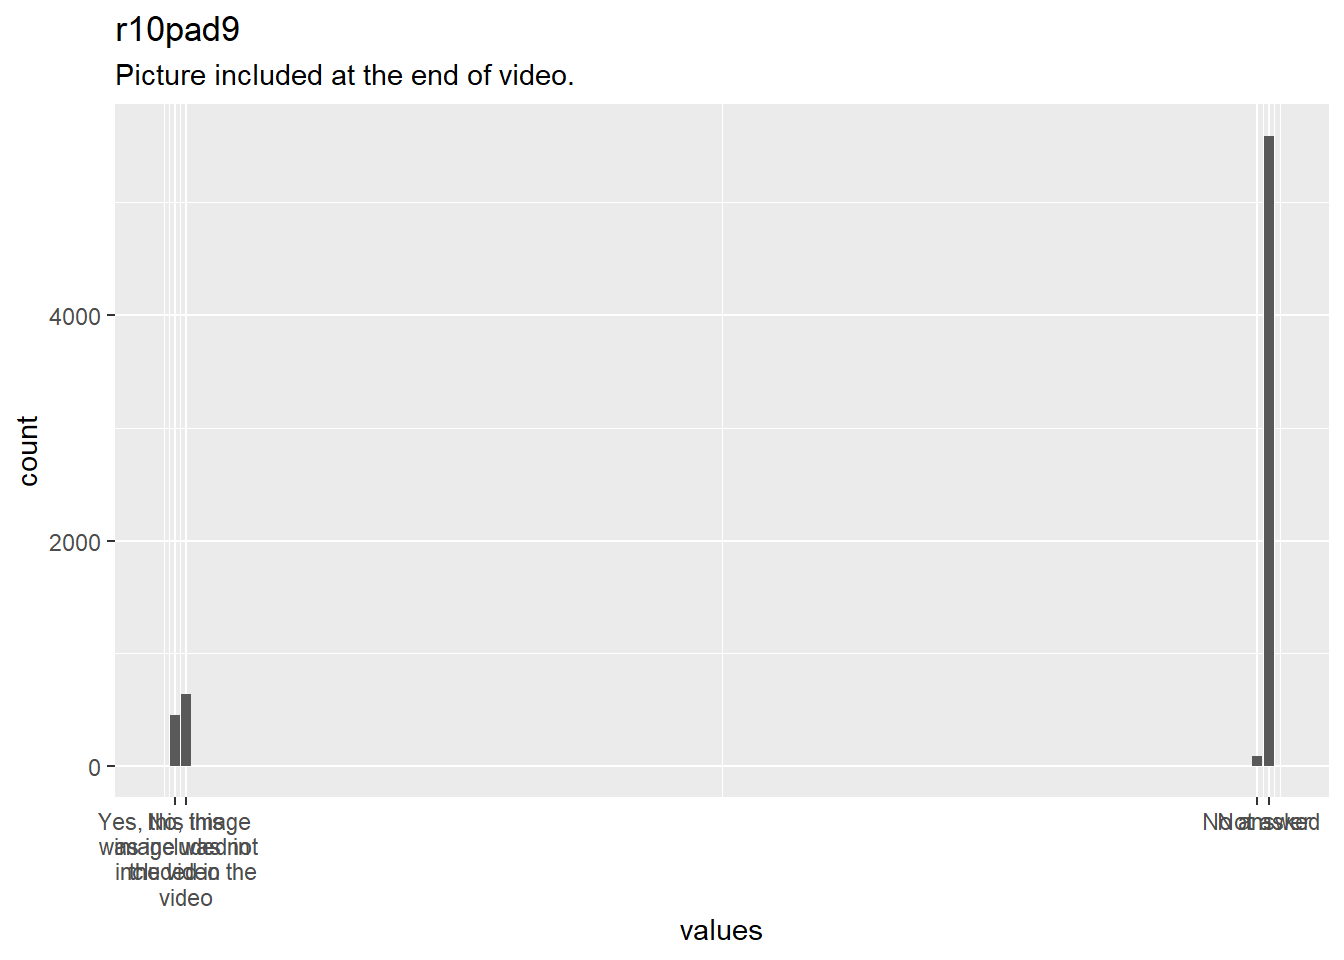 r10pad9
Picture included at the end of video.
count
4000
2000
0
Yes, this image
was included in
the video
No, this
image was not
included in the
video
No answer
Not asked
values